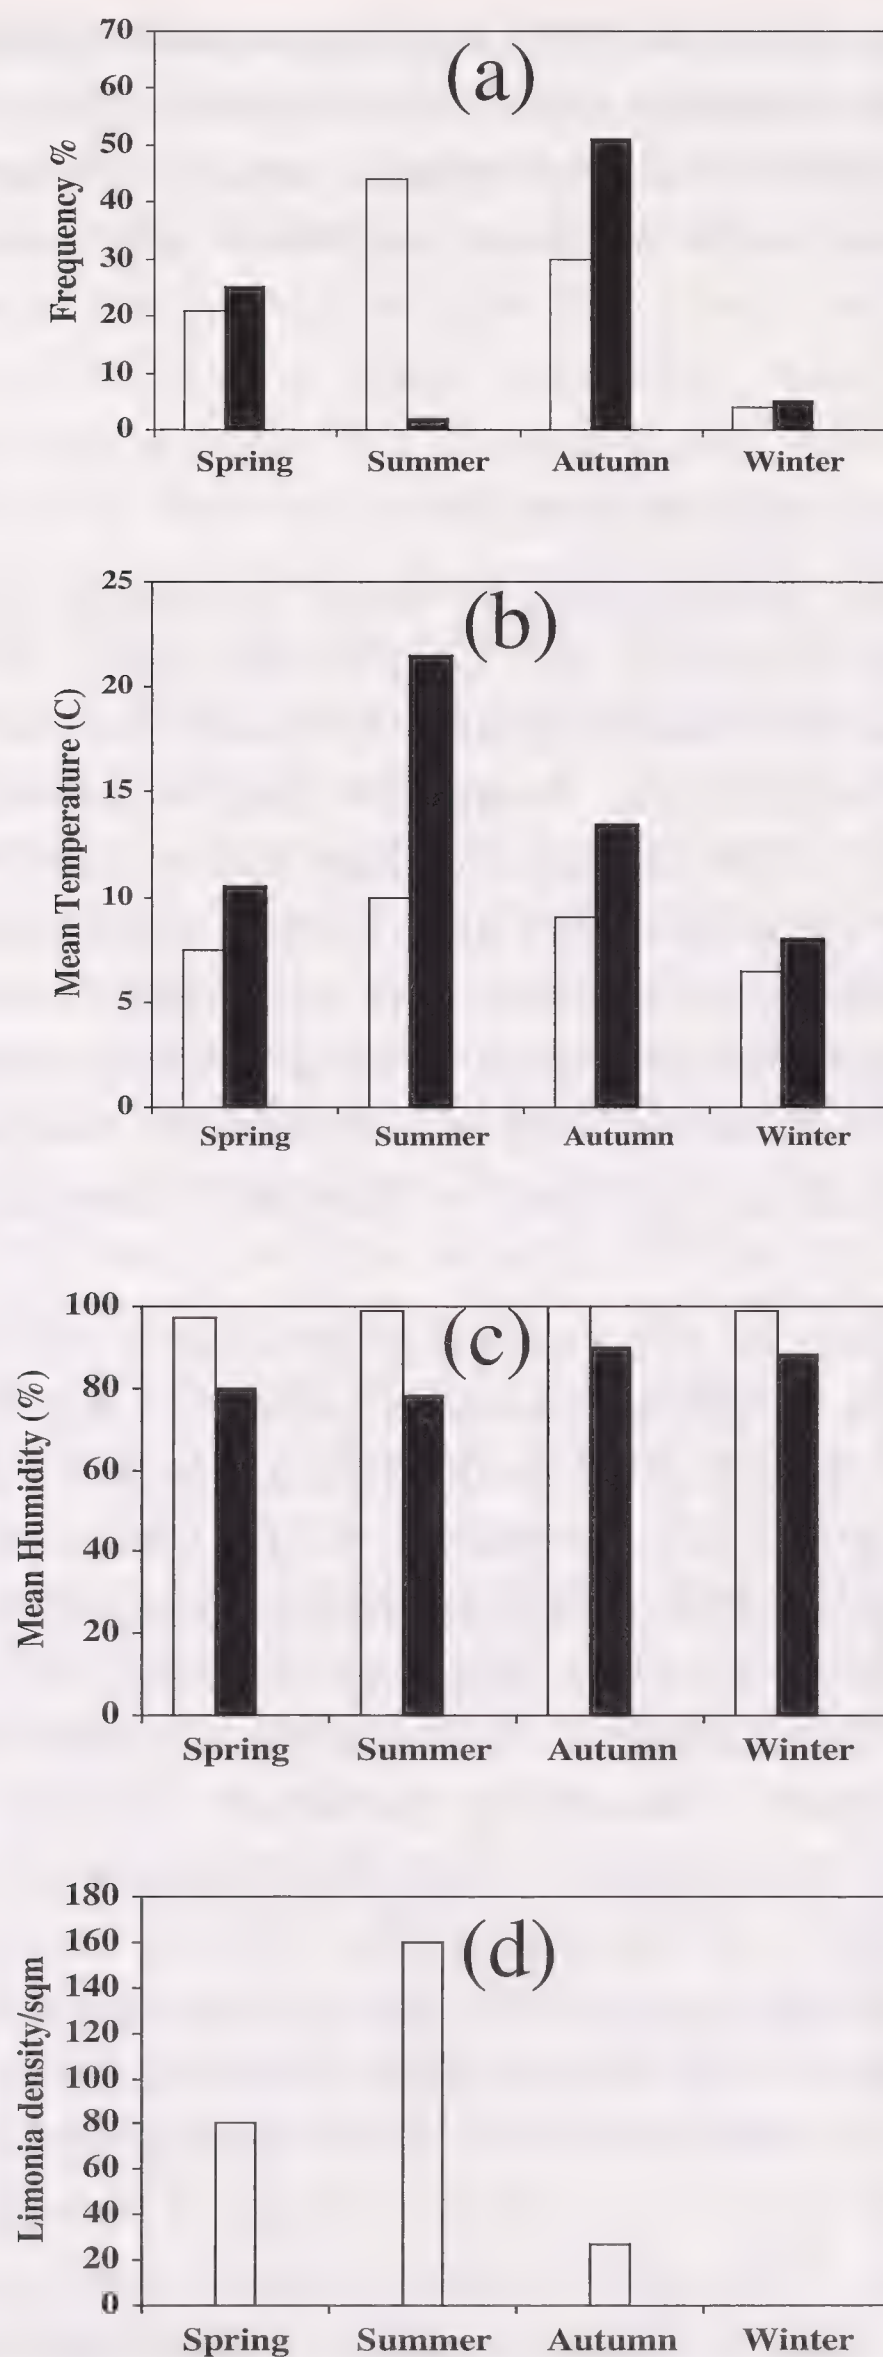 (a)
Frequency %
70
60
50
40
30
20
10
0
Spring Summer Autumn Winter
(b)
Mean Temperature (C)
25
20
15
10
5
0
Spring Summer Autumn Winter
(c)
Mean Humidity (%)
100
80
60
40
20
0
Spring Summer Autumn Winter
(d)
Limonia density/sqm
180
160
140
120
100
80
60
40
20
0
Spring Summer Autumn Winter